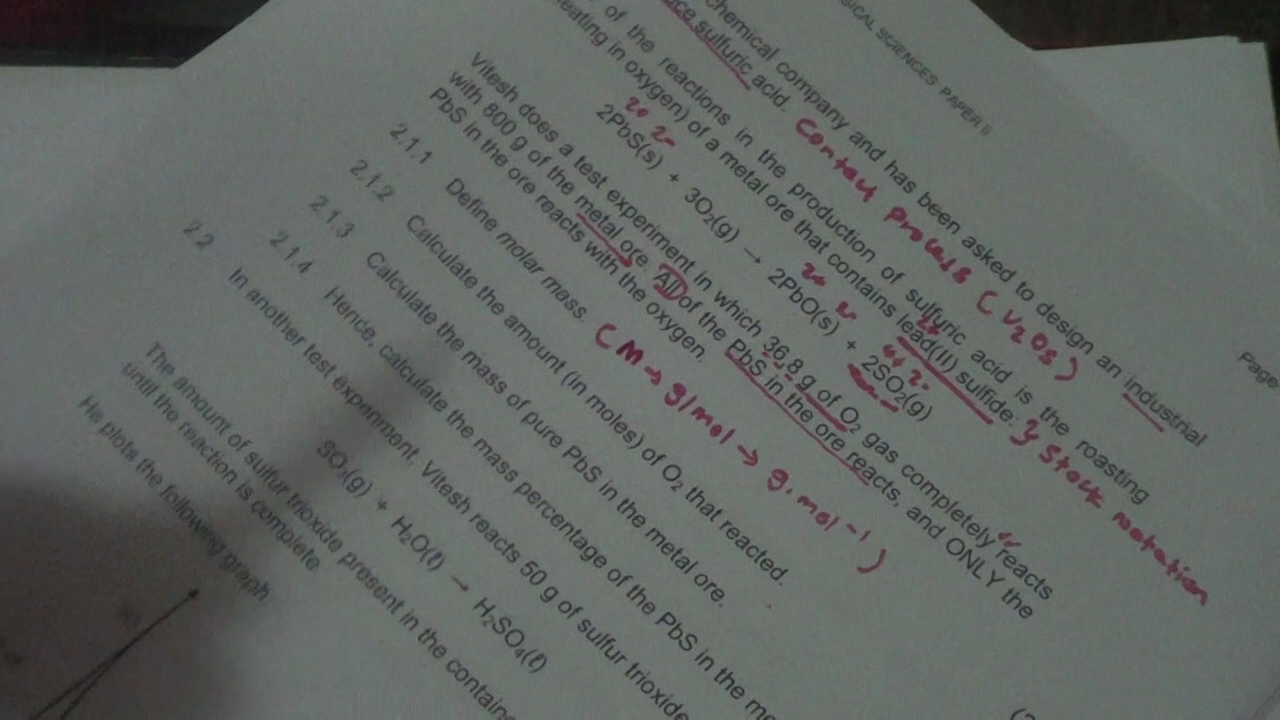 SICAL SCIENCES PAPER II
Page
chemical company and has been asked to design an industrial
sulfuric acid. Contact Process (V2O5)
of the reactions in the production of sulfuric acid is the roasting
eating in oxygen) of a metal ore that contains lead(II) sulfide. } Stock notation
2PbS(s) + 3O₂(g) → 2PbO(s) + 2SO₂(g)
Vitesh does a test experiment in which 36,8 g of O₂ gas completely reacts
with 800 g of the metal ore. All of the PbS in the ore reacts, and ONLY the
PbS in the ore reacts with the oxygen.
2.1.1 Define molar mass. (M → g/mol → g.mol⁻¹)
2.1.2 Calculate the amount (in moles) of O₂ that reacted.
2.1.3 Calculate the mass of pure PbS in the metal ore.
2.1.4 Hence, calculate the mass percentage of the PbS in the me
2.2 In another test experiment, Vitesh reacts 50 g of sulfur trioxide
SO₃(g) + H₂O(ℓ) → H₂SO₄(ℓ)
The amount of sulfur trioxide present in the containe
until the reaction is complete.
He plots the following graph